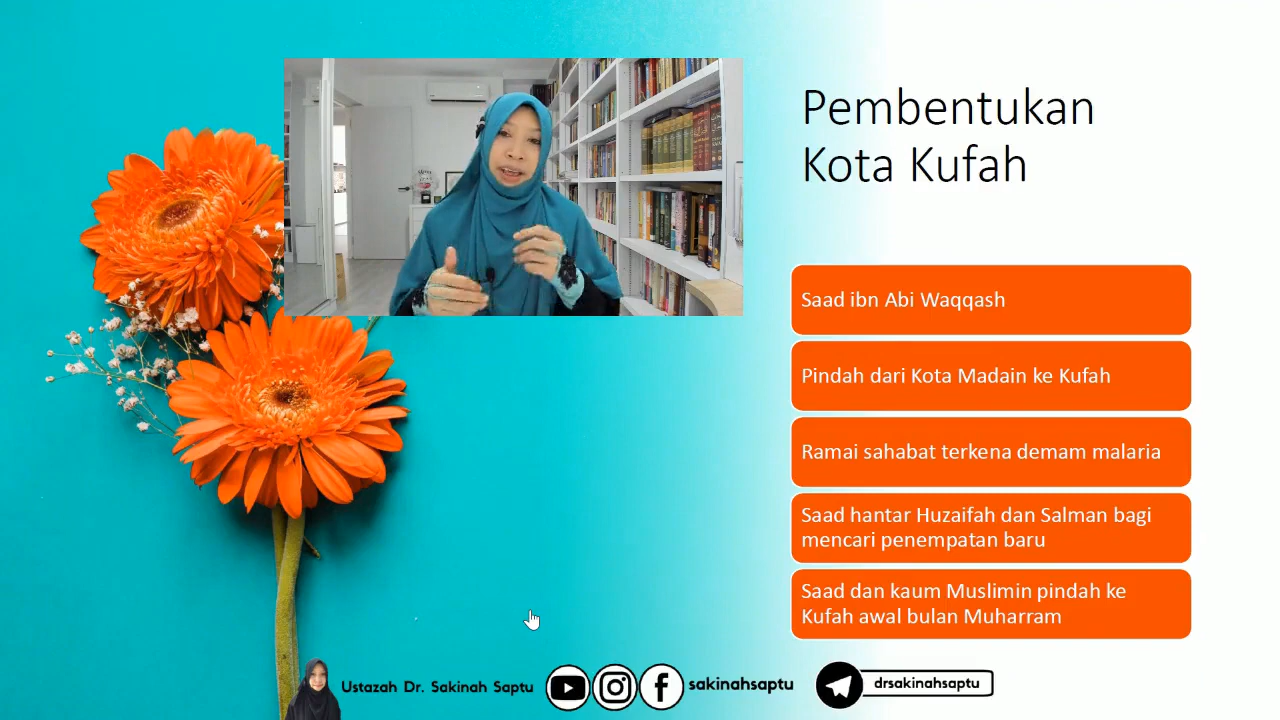 Pembentukan
Kota Kufah
Saad ibn Abi Waqqash
Pindah dari Kota Madain ke Kufah
Ramai sahabat terkena demam malaria
Saad hantar Huzaifah dan Salman bagi
mencari penempatan baru
Saad dan kaum Muslimin pindah ke
Kufah awal bulan Muharram
Ustazah Dr. Sakinah Saptu
sakinahsaptu
drsakinahsaptu